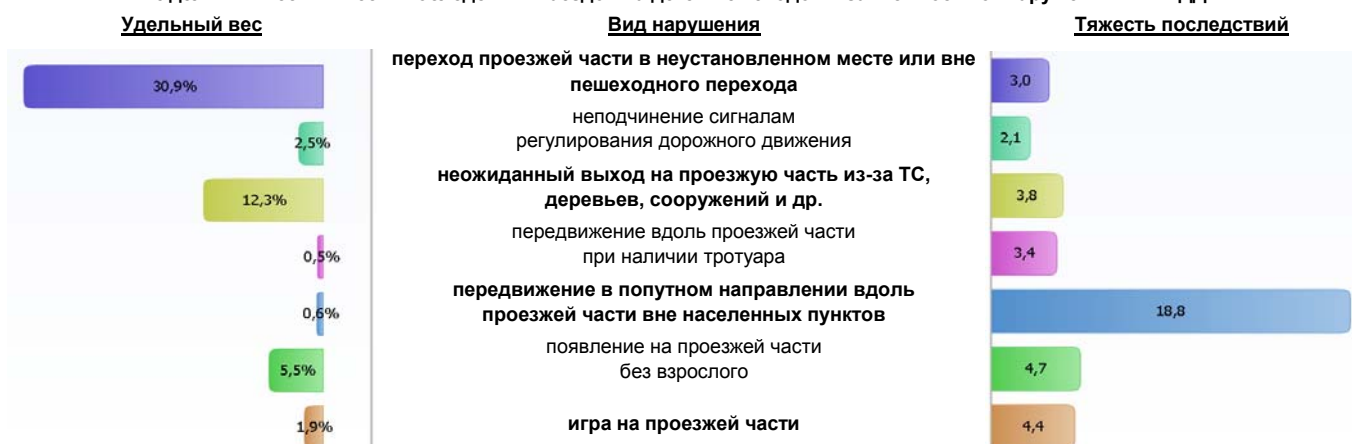 Удельный вес Вид нарушения Тяжесть последствий
переход проезжей части в неустановленном месте или вне
пешеходного перехода
30,9% 3,0
неподчинение сигналам
регулирования дорожного движения
2,5% 2,1
неожиданный выход на проезжую часть из-за ТС,
деревьев, сооружений и др.
12,3% 3,8
передвижение вдоль проезжей части
при наличии тротуара
0,5% 3,4
передвижение в попутном направлении вдоль
проезжей части вне населенных пунктов
0,6% 18,8
появление на проезжей части
без взрослого
5,5% 4,7
1,9% игра на проезжей части 4,4